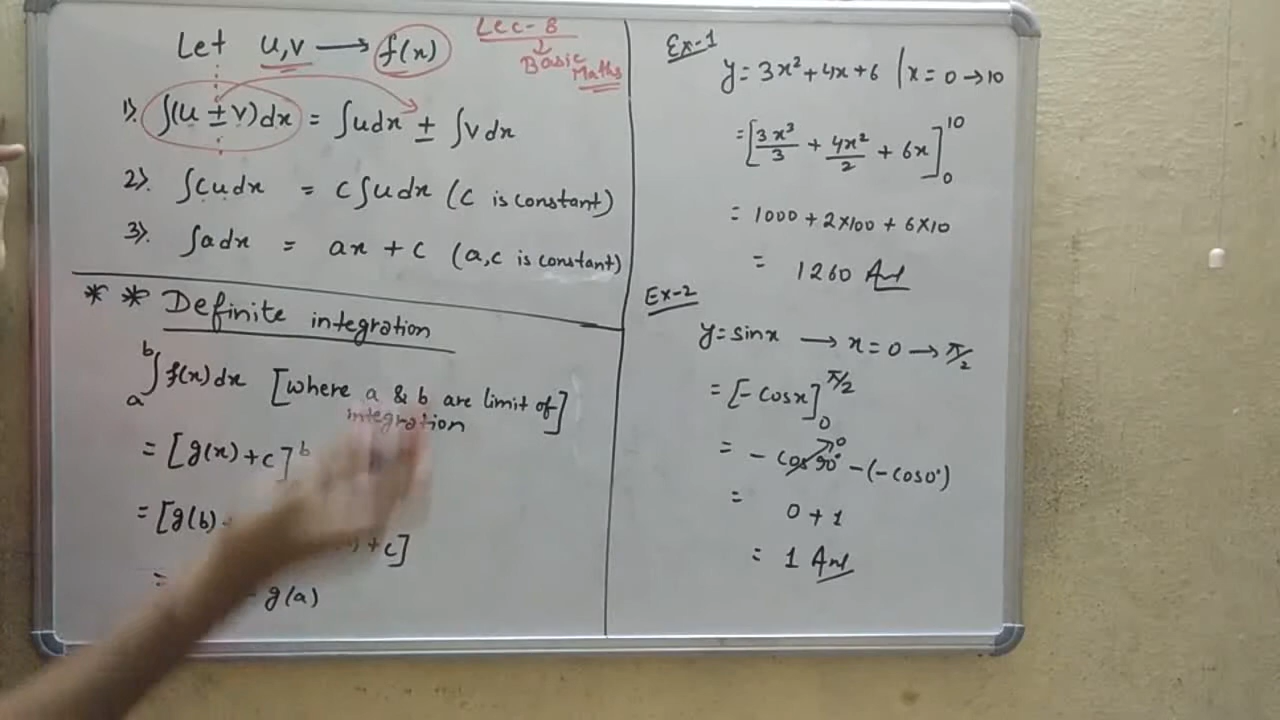 Lec-8
↓
Basic
Maths
Let u,v → f(x)
1). ∫(u ± v)dx = ∫udx ± ∫vdx
2). ∫cudx = c∫udx (c is constant)
3). ∫adx = ax + c (a,c is constant)
** Definite integration
a∫b f(x)dx [where a & b are limit of
integration]
= [g(x)+c]b
= [g(b) +c]
= g(a)
Ex-1
y=3x²+4x+6 | x=0→10
=[3x³/3 + 4x²/2 + 6x]₀¹⁰
= 1000 + 2×100 + 6×10
= 1260 Ans
Ex-2
y=sinx → x=0→π/2
= [-cosx]₀π/2
= - cos90° 0 -(-cos0°)
= 0+1
= 1 Ans